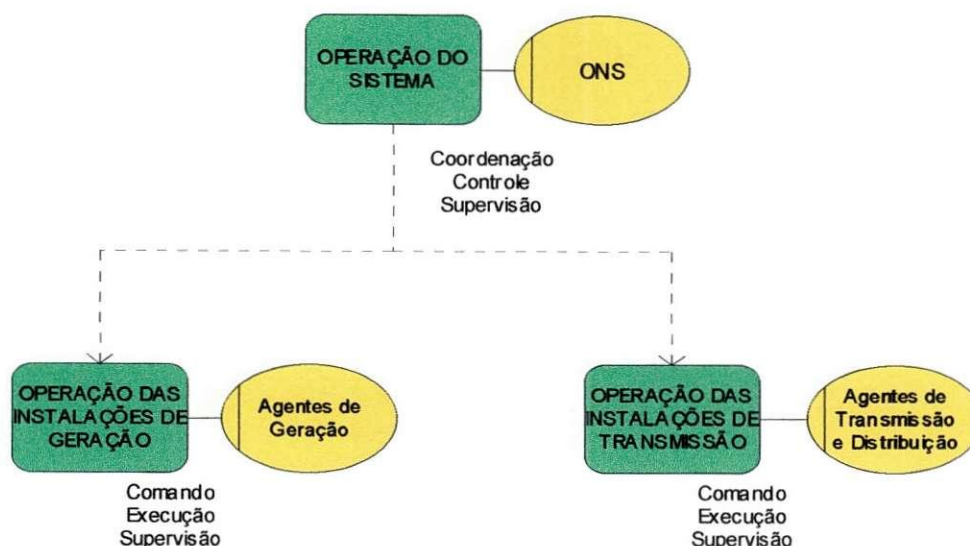 OPERAÇÃO DO
SISTEMA
ONS
Coordenação
Controle
Supervisão
OPERAÇÃO DAS
INSTALAÇÕES DE
GERAÇÃO
Agentes de
Geração
Comando
Execução
Supervisão
OPERAÇÃO DAS
INSTALAÇÕES DE
TRANSMISSÃO
Agentes de
Transmissão
e Distribuição
Comando
Execução
Supervisão